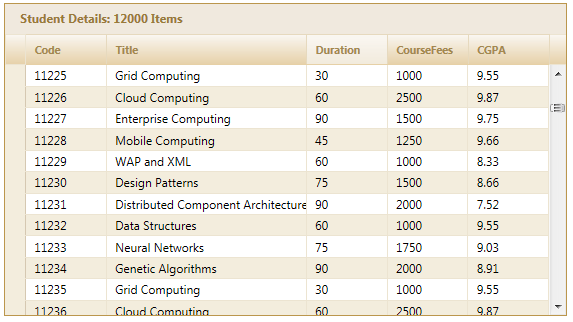 Student Details: 12000 Items
Code Title Duration CourseFees CGPA
11225 Grid Computing 30 1000 9.55
11226 Cloud Computing 60 2500 9.87
11227 Enterprise Computing 90 1500 9.75
11228 Mobile Computing 45 1250 9.66
11229 WAP and XML 60 1000 8.33
11230 Design Patterns 75 1500 8.66
11231 Distributed Component Architecture 90 2000 7.52
11232 Data Structures 60 1000 9.55
11233 Neural Networks 75 1750 9.03
11234 Genetic Algorithms 90 2000 8.91
11235 Grid Computing 30 1000 9.55
11236 Cloud Computing 60 2500 9.87